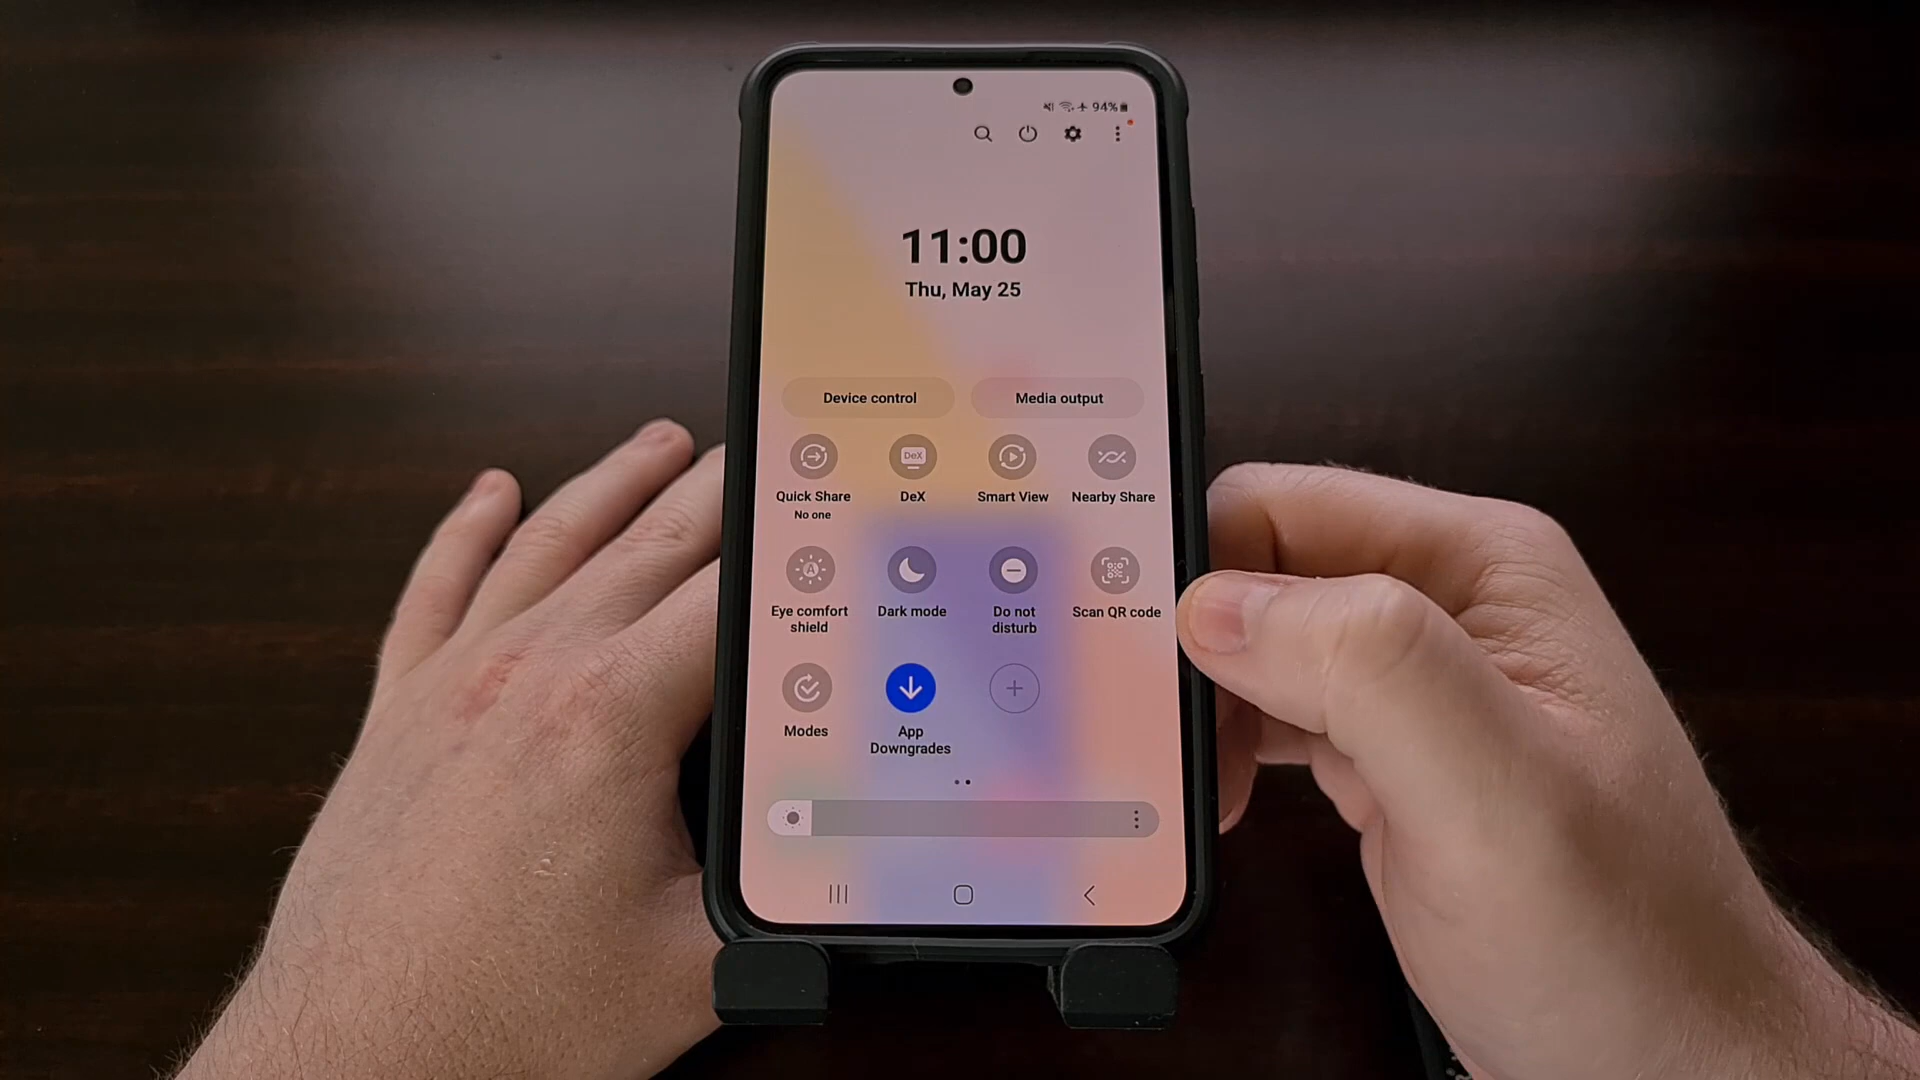 94%
11:00
Thu, May 25
Device control
Media output
DeX
Quick Share
No one
DeX
Smart View
Nearby Share
A
Eye comfort
shield
Dark mode
Do not
disturb
Scan QR code
Modes
App
Downgrades